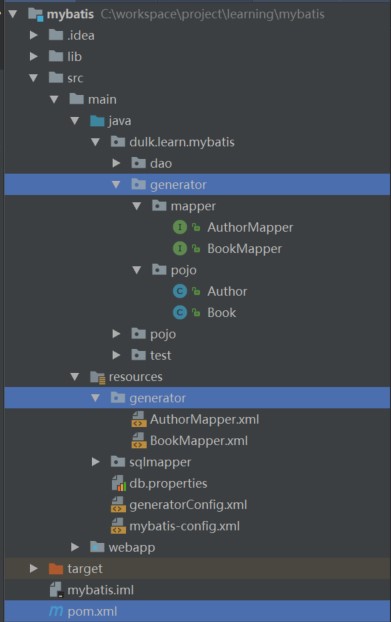 mybatis C:\workspace\project\learning\mybatis
.idea
lib
src
main
java
dulk.learn.mybatis
dao
generator
mapper
AuthorMapper
BookMapper
pojo
Author
Book
pojo
test
resources
generator
AuthorMapper.xml
BookMapper.xml
sqlmapper
db.properties
generatorConfig.xml
mybatis-config.xml
webapp
target
mybatis.iml
pom.xml